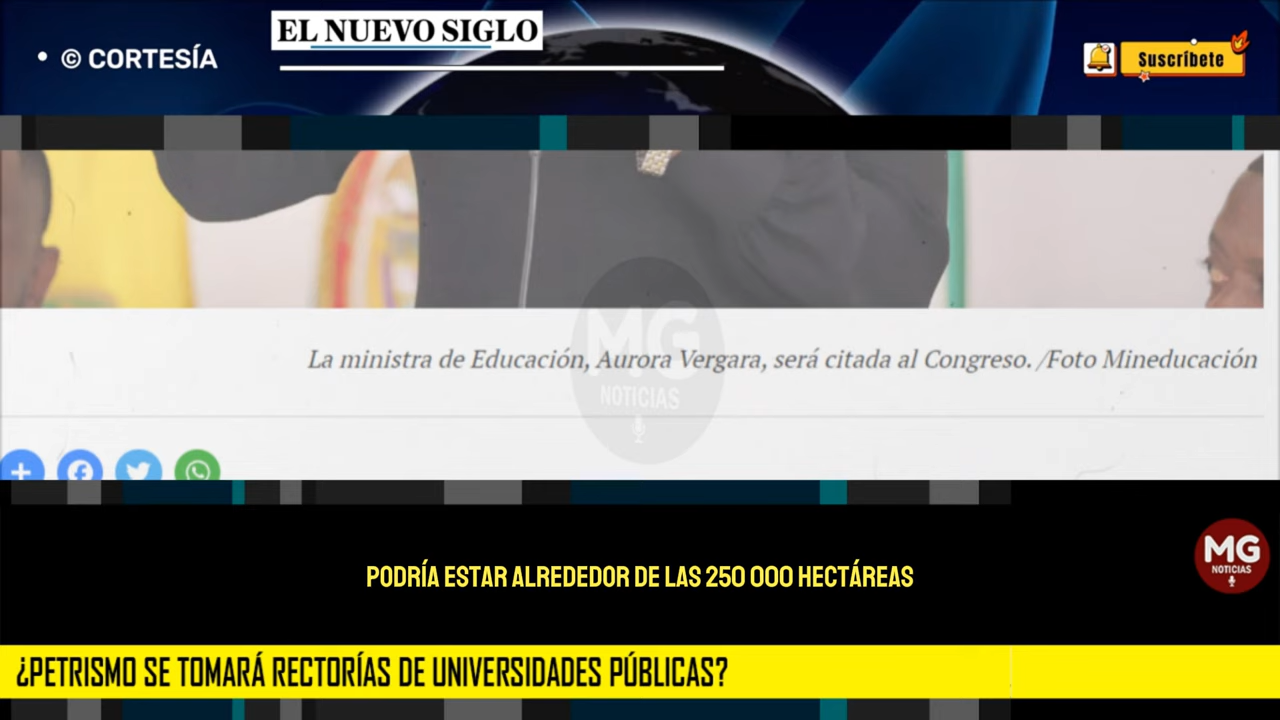 EL NUEVO SIGLO
• © CORTESÍA
Suscríbete
MG
NOTICIAS
La ministra de Educación, Aurora Vergara, será citada al Congreso. /Foto Mineducación
PODRÍA ESTAR ALREDEDOR DE LAS 250 000 HECTÁREAS
MG
NOTICIAS
¿PETRISMO SE TOMARÁ RECTORÍAS DE UNIVERSIDADES PÚBLICAS?